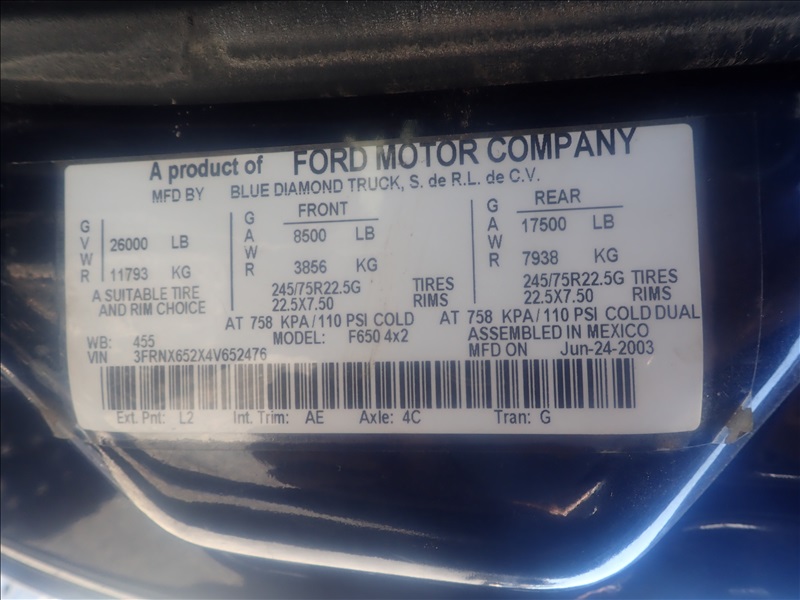 A product of FORD MOTOR COMPANY
MFD BY BLUE DIAMOND TRUCK, S. de R.L. de C.V.
GVWR 26000 LB
11793 KG
GAWR FRONT 8500 LB
3856 KG
GAWR REAR 17500 LB
7938 KG
A SUITABLE TIRE
AND RIM CHOICE
245/75R22.5G TIRES
22.5X7.50 RIMS
245/75R22.5G TIRES
22.5X7.50 RIMS
AT 758 KPA/110 PSI COLD
AT 758 KPA/110 PSI COLD DUAL
WB: 455 MODEL: F650 4x2 ASSEMBLED IN MEXICO
VIN 3FRNX652X4V652476 MFD ON Jun-24-2003
Ext. Pnt: L2 Int. Trim: AE Axle: 4C Tran: G